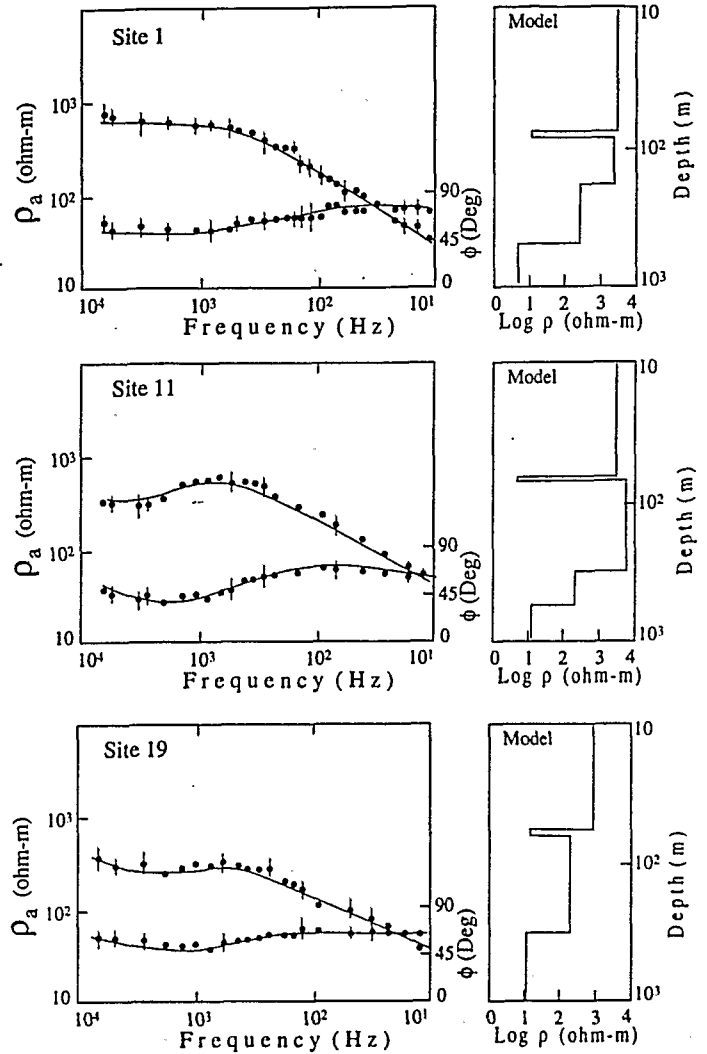 Site 1
Model
10
10³
10²
10
ρa (ohm-m)
90
45
0
φ (Deg)
10²
10³
Depth (m)
10⁴ 10³ 10² 10¹
Frequency (Hz)
0 1 2 3 4
Log ρ (ohm-m)
Site 11
Model
10
10³
10²
10
ρa (ohm-m)
90
45
0
φ (Deg)
10²
10³
Depth (m)
10⁴ 10³ 10² 10¹
Frequency (Hz)
0 1 2 3 4
Log ρ (ohm-m)
Site 19
Model
10
10³
10²
10
ρa (ohm-m)
90
45
0
φ (Deg)
10²
10³
Depth (m)
10⁴ 10³ 10² 10¹
Frequency (Hz)
0 1 2 3 4
Log ρ (ohm-m)